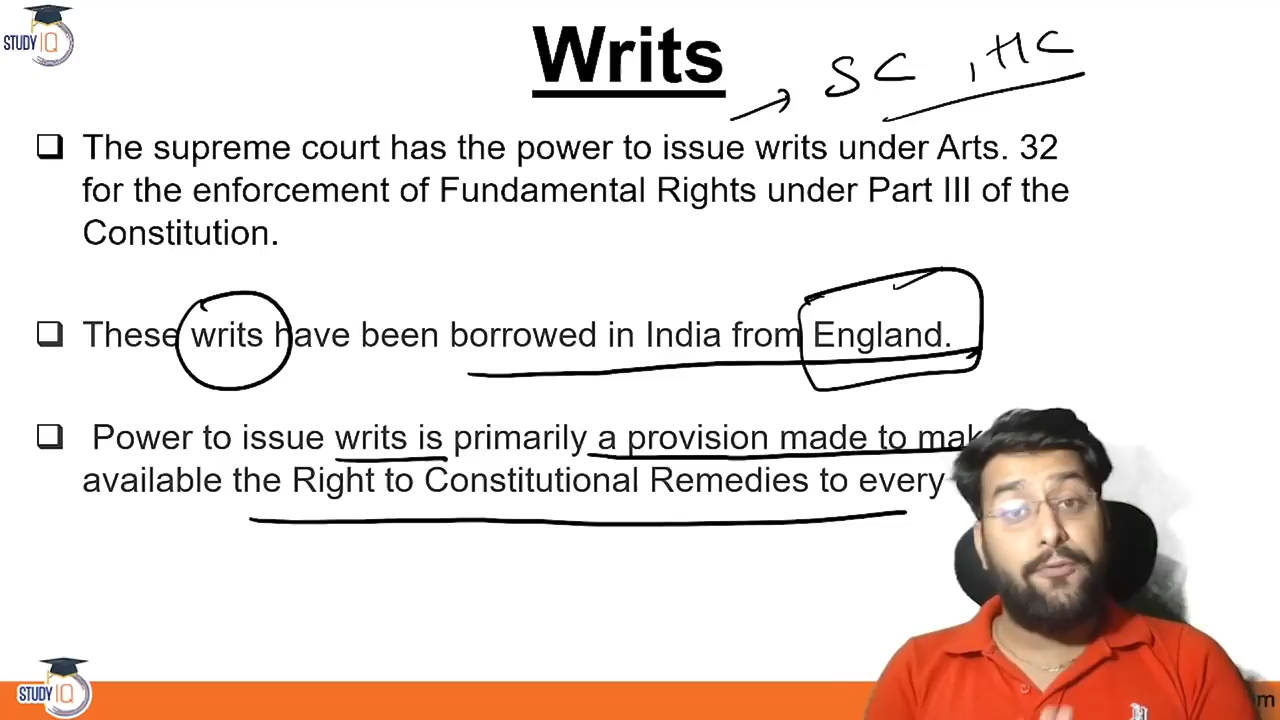 STUDY IQ
Writs
→ SC, HC
❑ The supreme court has the power to issue writs under Arts. 32
for the enforcement of Fundamental Rights under Part III of the
Constitution.
❑ These writs have been borrowed in India from England.
❑ Power to issue writs is primarily a provision made to mak
available the Right to Constitutional Remedies to every
STUDY IQ
om